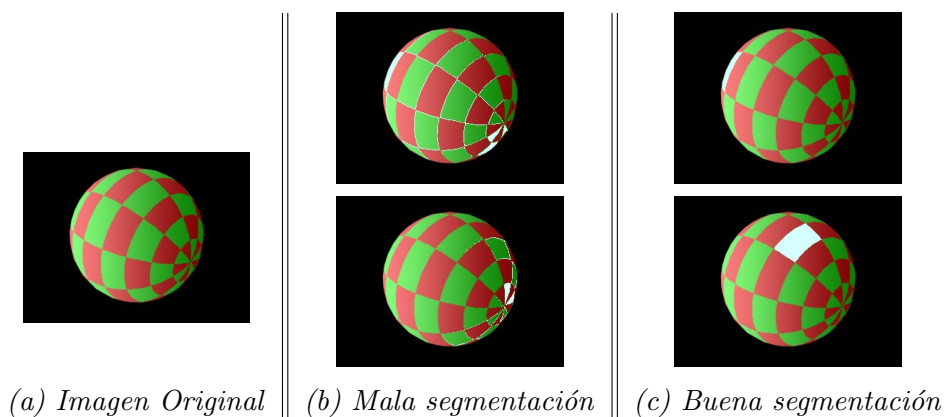 (a) Imagen Original
(b) Mala segmentación
(c) Buena segmentación